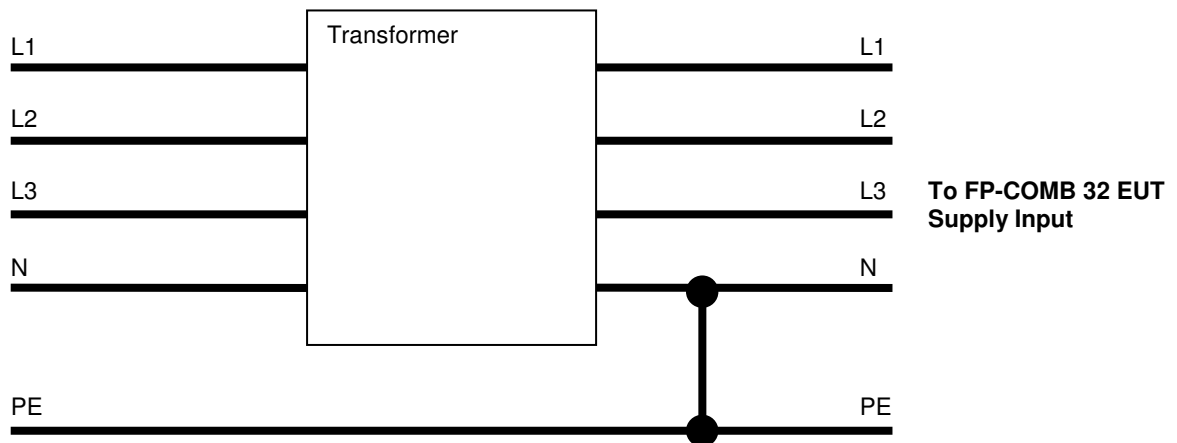 Transformer
L1
L1
L2
L2
L3
L3
To FP-COMB 32 EUT
Supply Input
N
N
PE
PE